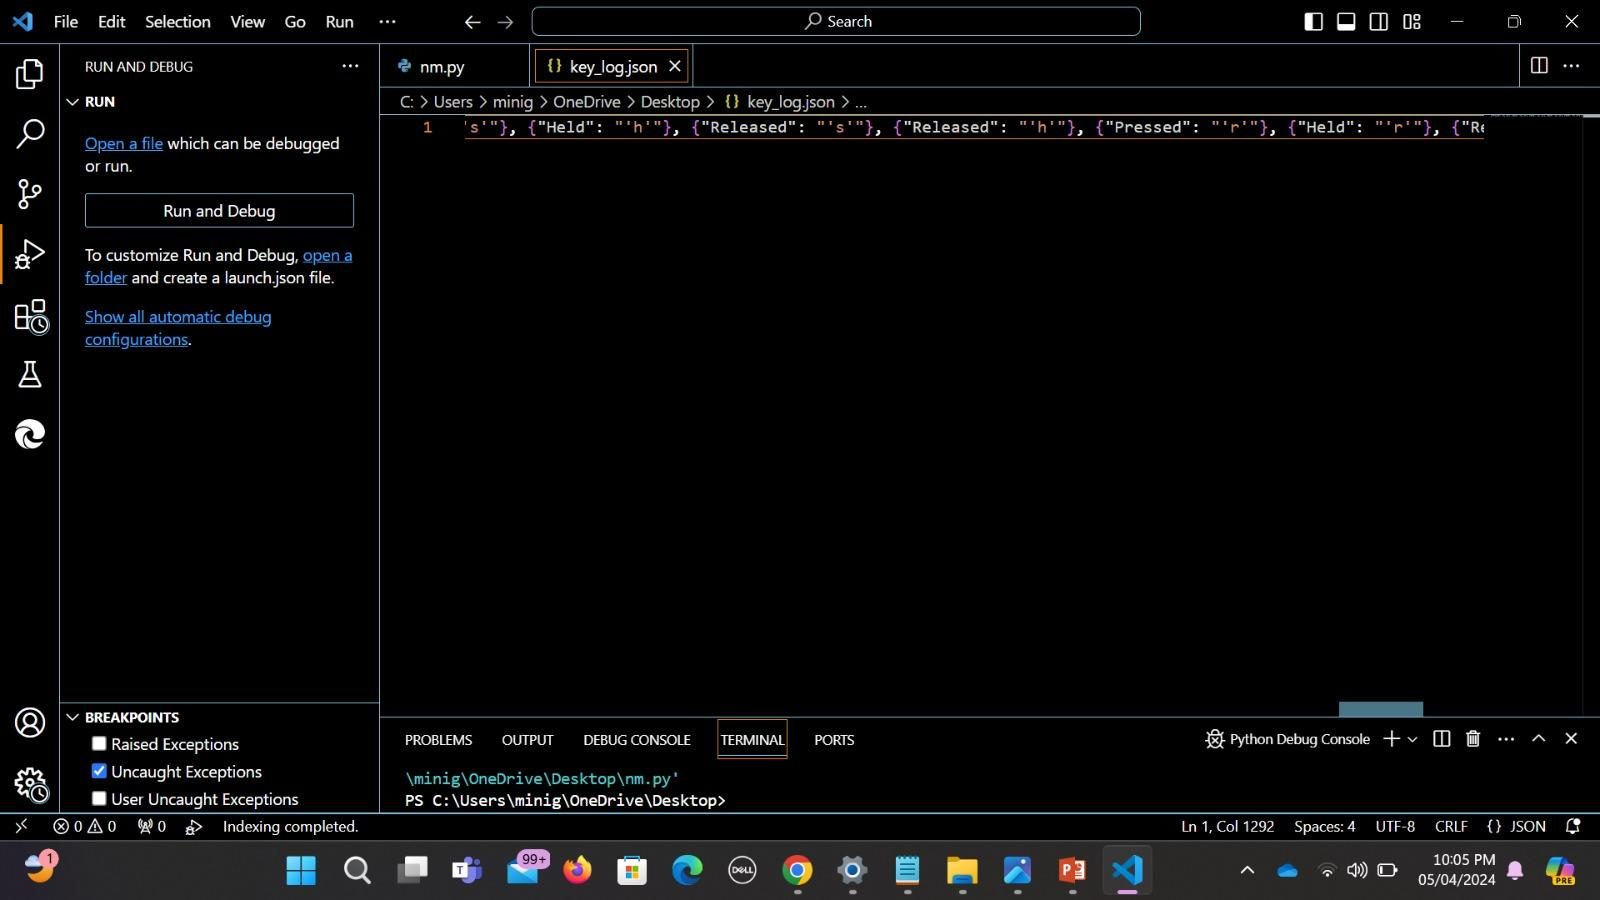 File Edit Selection View Go Run ...
Search
RUN AND DEBUG
RUN
Open a file which can be debugged
or run.
Run and Debug
To customize Run and Debug, open a
folder and create a launch.json file.
Show all automatic debug
configurations.
BREAKPOINTS
Raised Exceptions
Uncaught Exceptions
User Uncaught Exceptions
nm.py
{} key_log.json
C: > Users > minig > OneDrive > Desktop > {} key_log.json > ...
1 's'"}, {"Held": "'h'"}, {"Released": "'s'"}, {"Released": "'h'"}, {"Pressed": "'r'"}, {"Held": "'r'"}, {"Re
PROBLEMS OUTPUT DEBUG CONSOLE TERMINAL PORTS
Python Debug Console
\minig\OneDrive\Desktop\nm.py'
PS C:\Users\minig\OneDrive\Desktop>
0 0 0 Indexing completed.
Ln 1, Col 1292 Spaces: 4 UTF-8 CRLF {} JSON
1
99+
DELL
10:05 PM
05/04/2024
PRE